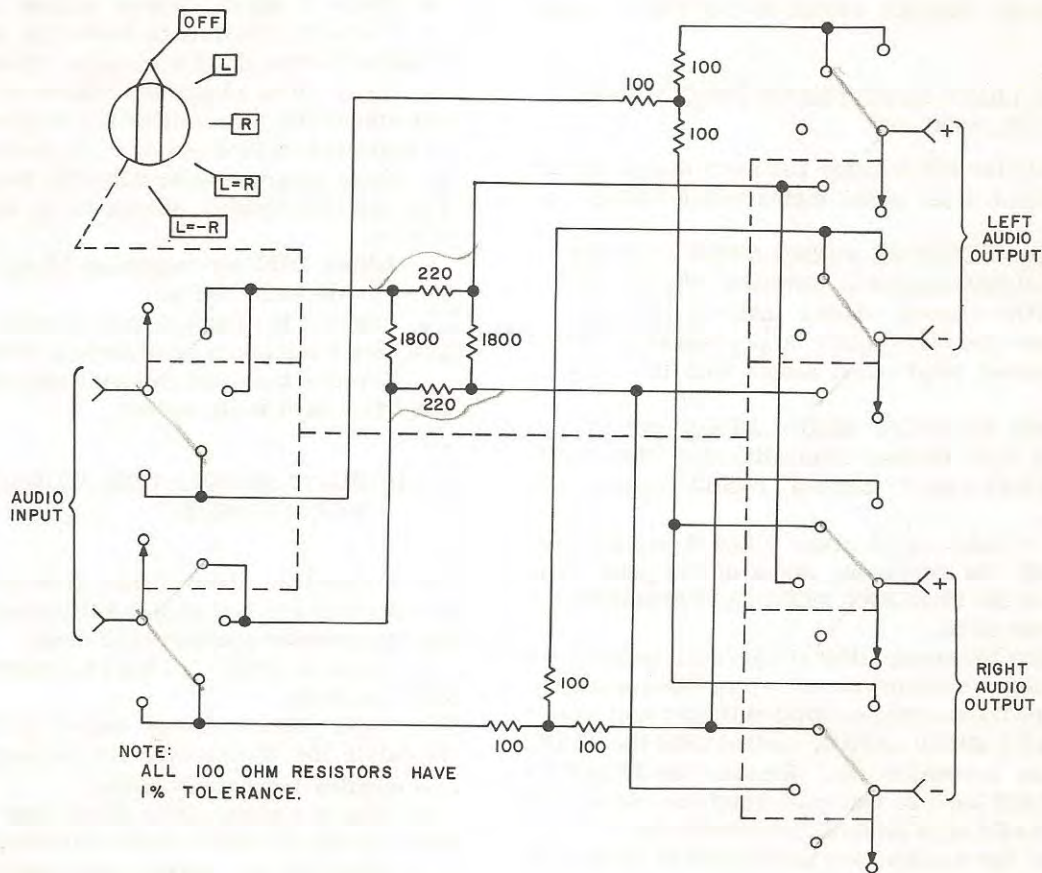 OFF
L
R
L=R
L=-R
100
100
100
+
-
LEFT
AUDIO
OUTPUT
220
1800
1800
220
AUDIO
INPUT
+
-
RIGHT
AUDIO
OUTPUT
100
100
100
NOTE:
ALL 100 OHM RESISTORS HAVE
1% TOLERANCE.